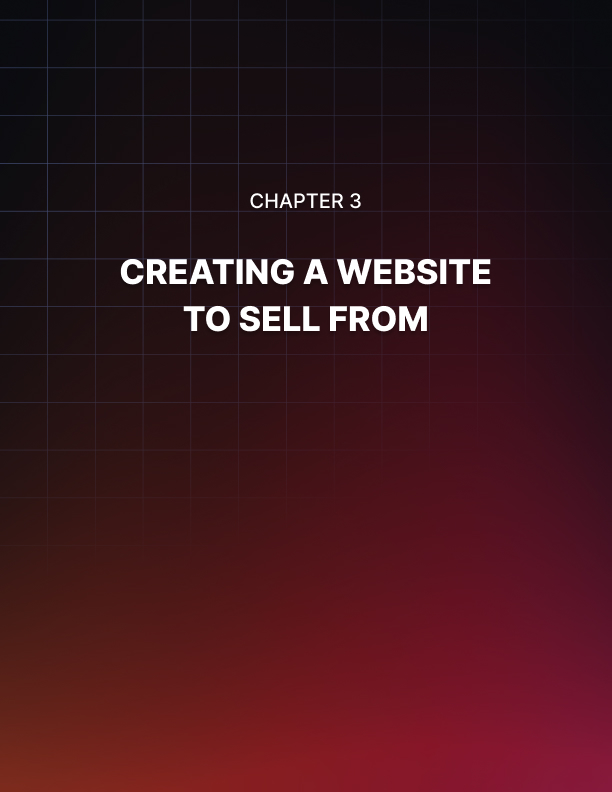 CHAPTER 3
CREATING A WEBSITE
TO SELL FROM